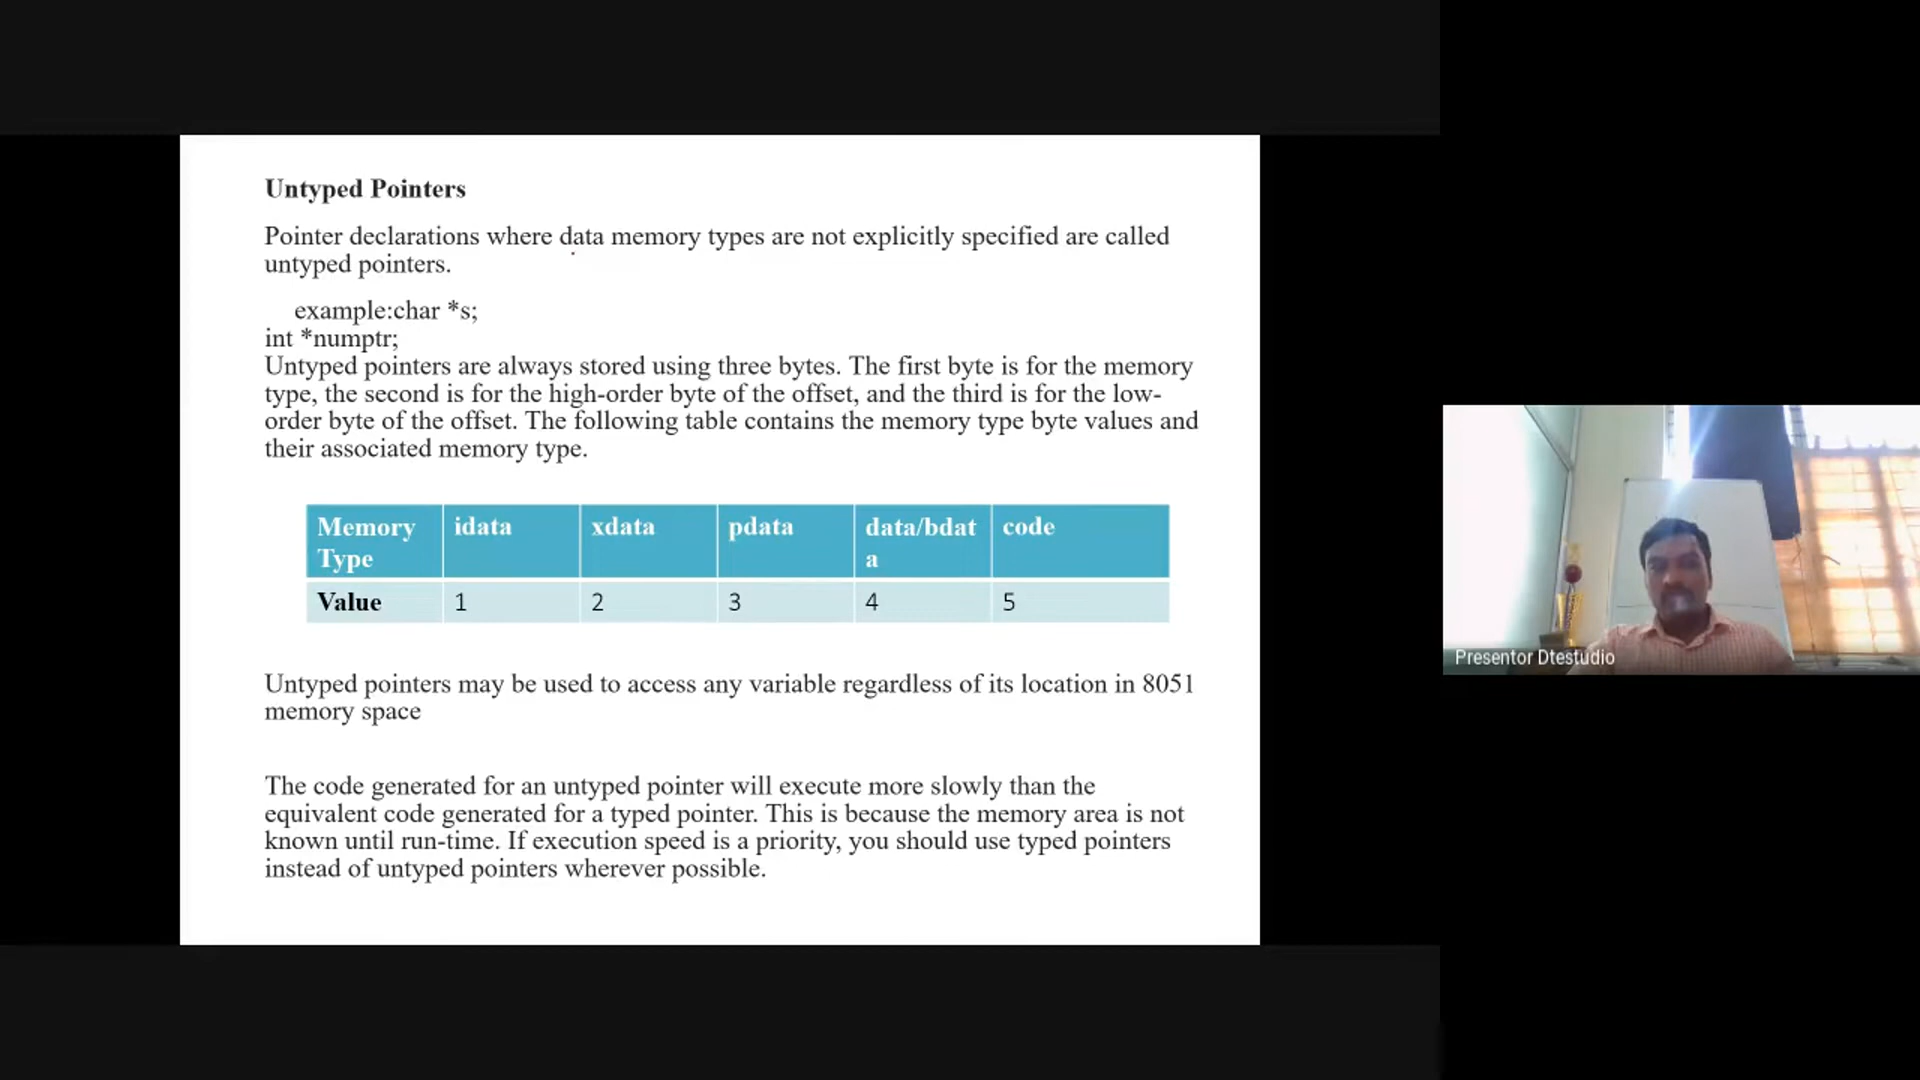 Untyped Pointers
Pointer declarations where data memory types are not explicitly specified are called
untyped pointers.
example:char *s;
int *numptr;
Untyped pointers are always stored using three bytes. The first byte is for the memory
type, the second is for the high-order byte of the offset, and the third is for the low-
order byte of the offset. The following table contains the memory type byte values and
their associated memory type.
Memory Type idata xdata pdata data/bdat a code
Value 1 2 3 4 5
Untyped pointers may be used to access any variable regardless of its location in 8051
memory space
The code generated for an untyped pointer will execute more slowly than the
equivalent code generated for a typed pointer. This is because the memory area is not
known until run-time. If execution speed is a priority, you should use typed pointers
instead of untyped pointers wherever possible.
Presentor Dtestudio